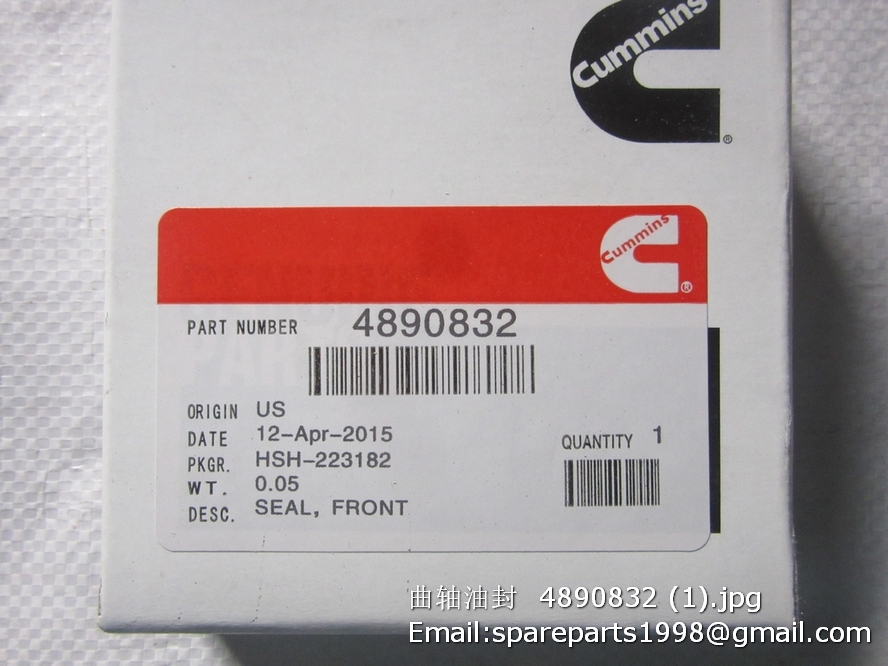 Cummins
®
Cummins
®
PART NUMBER 4890832
ORIGIN US
DATE 12-Apr-2015
PKGR. HSH-223182
WT. 0.05
DESC. SEAL, FRONT
QUANTITY 1
曲轴油封 4890832 (1).jpg
Email:spareparts1998@gmail.com